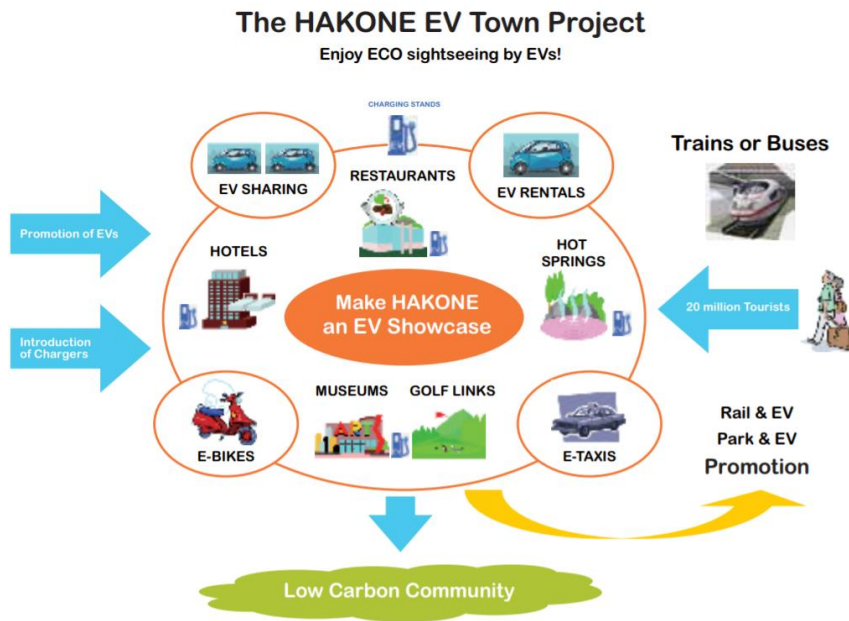 The HAKONE EV Town Project
Enjoy ECO sightseeing by EVs!
CHARGING STANDS
EV SHARING
RESTAURANTS
EV RENTALS
Trains or Buses
Promotion of EVs
HOTELS
HOT
SPRINGS
Make HAKONE
an EV Showcase
20 million Tourists
Introduction
of Chargers
MUSEUMS
GOLF LINKS
ART
E-BIKES
E-TAXIS
Rail & EV
Park & EV
Promotion
Low Carbon Community